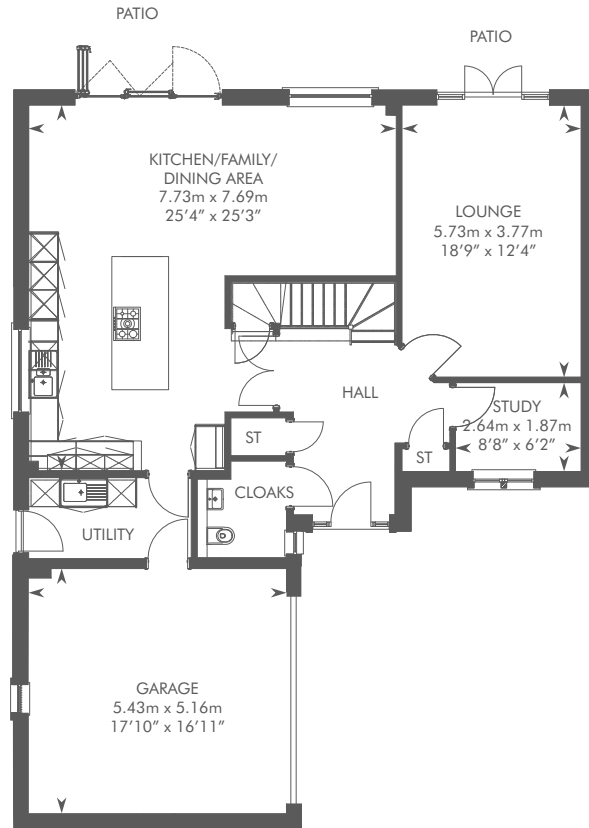 PATIO
PATIO
KITCHEN/FAMILY/
DINING AREA
7.73m x 7.69m
25’4” x 25’3”
LOUNGE
5.73m x 3.77m
18’9” x 12’4”
HALL
STUDY
2.64m x 1.87m
8’8” x 6’2”
ST
ST
CLOAKS
UTILITY
GARAGE
5.43m x 5.16m
17’10” x 16’11”